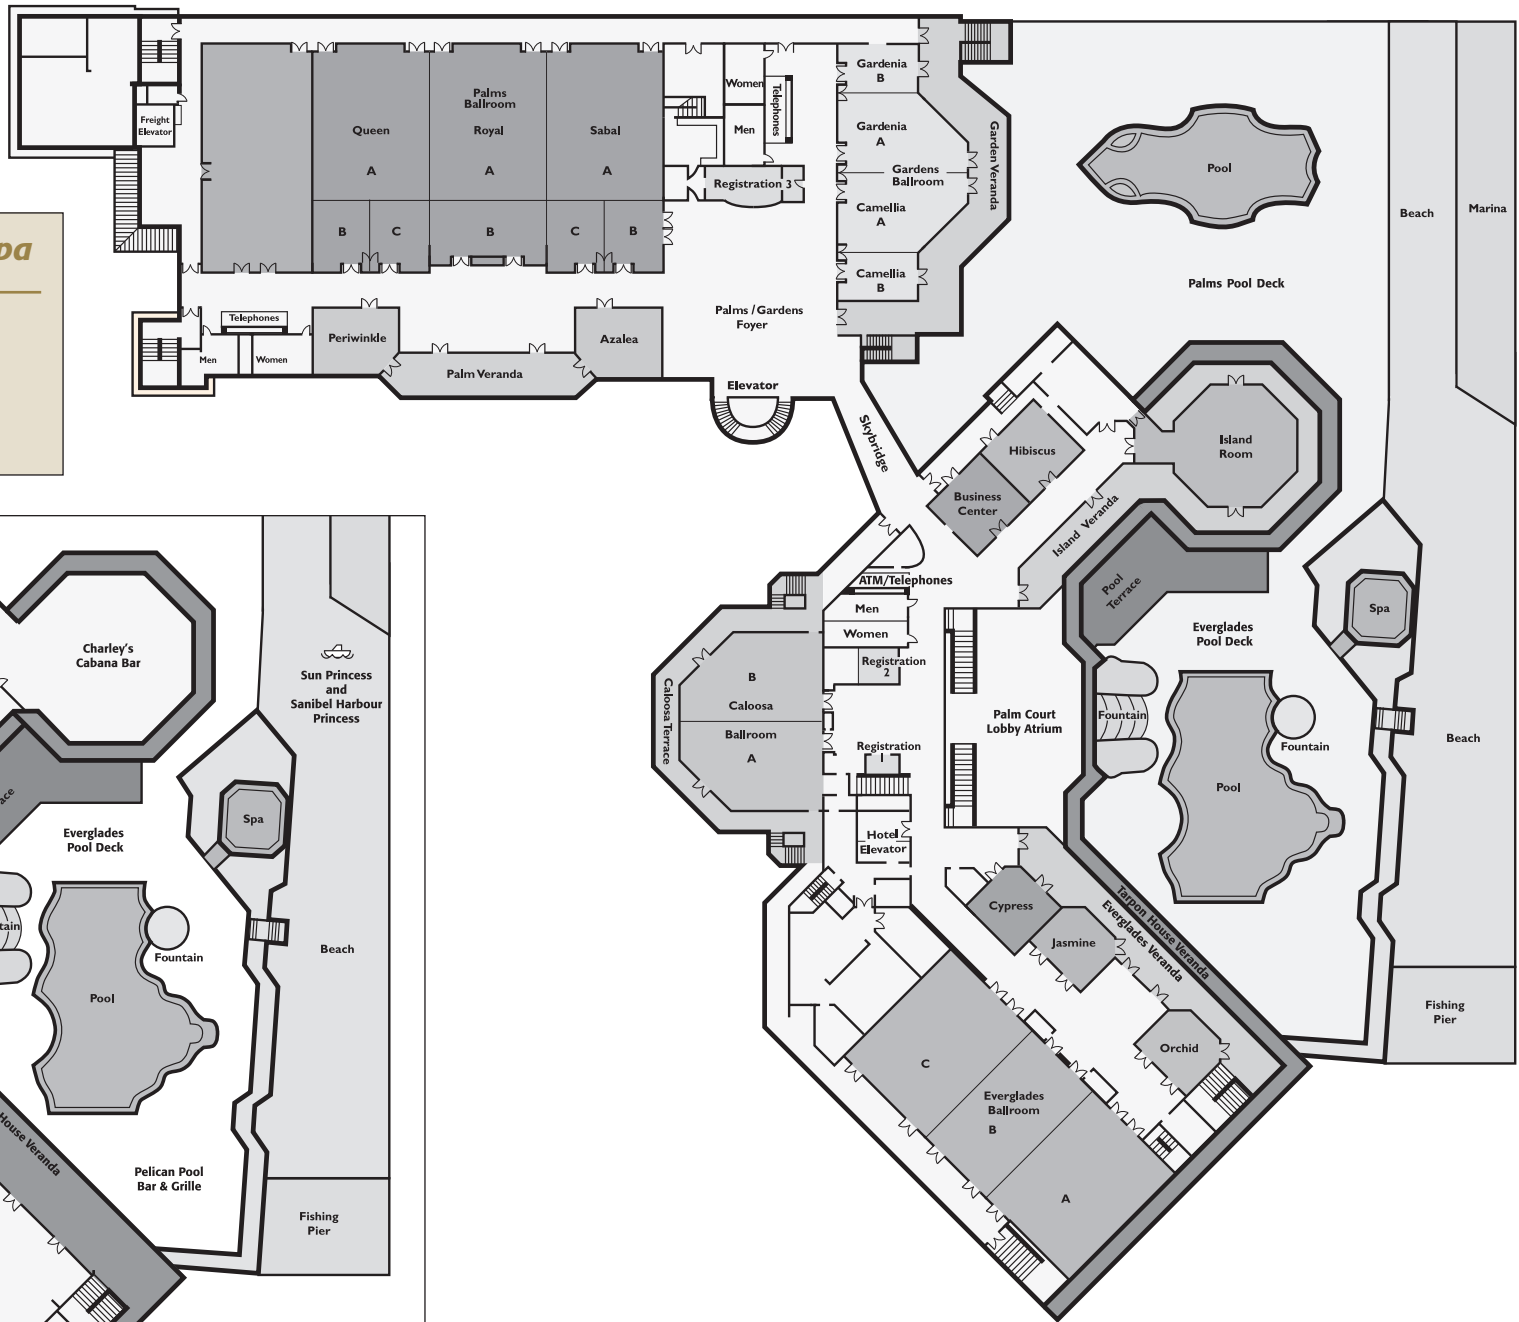 pa
Freight
Elevator
Queen
A
B
C
Palms
Ballroom
Royal
A
B
Sabal
A
C
B
Women
Men
Telephones
Registration 3
Gardenia
B
Gardenia
A
Gardens
Ballroom
Camellia
A
Camellia
B
Garden Veranda
Pool
Palms Pool Deck
Beach
Marina
Telephones
Men
Women
Periwinkle
Palm Veranda
Azalea
Palms / Gardens
Foyer
Elevator
Skybridge
Hibiscus
Business
Center
Island
Room
Island Veranda
Pool
Terrace
ATM/Telephones
Men
Women
Registration
2
Caloosa Terrace
B
Caloosa
Ballroom
A
Registration
1
Hotel
Elevator
Palm Court
Lobby Atrium
Everglades
Pool Deck
Spa
Fountain
Fountain
Pool
Beach
Fishing
Pier
Cypress
Jasmine
Tarpon House Veranda
Everglades Veranda
Orchid
C
Everglades
Ballroom
B
A
Charley's
Cabana Bar
Sun Princess
and
Sanibel Harbour
Princess
ace
Everglades
Pool Deck
Spa
tain
Fountain
Pool
Beach
House Veranda
Pelican Pool
Bar & Grille
Fishing
Pier